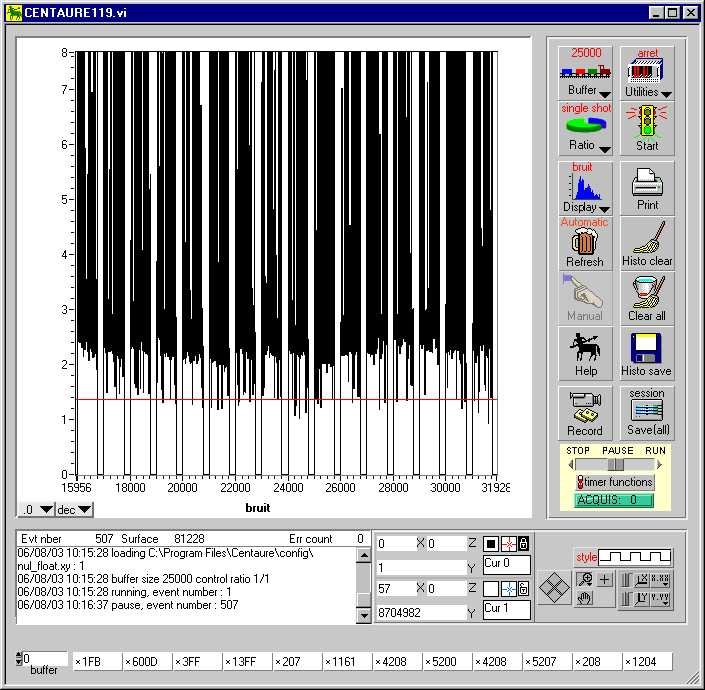 CENTAURE119.vi
8
7
6
5
4
3
2
1
0
15956 18000 20000 22000 24000 26000 28000 30000 31928
.0 dec
bruit
25000
Buffer
arret
Utilities
single shot
Ratio
Start
bruit
Display
Print
Automatic
Refresh
Histo clear
Manual
Clear all
Help
Histo save
Record
session
Save(all)
STOP PAUSE RUN
timer functions
ACQUIS: 0
Evt nber 507 Surface 81228 Err count 0
06/08/03 10:15:28 loading C:\Program Files\Centaure\config\
nul_float.xy : 1
06/08/03 10:15:28 buffer size 25000 control ratio 1/1
06/08/03 10:15:28 running, event number : 1
06/08/03 10:16:37 pause, event number : 507
0 X 0 Z
1 Y Cur 0
57 X 0 Z
8704982 Y Cur 1
style
X X.XX
Y Y.YY
0
buffer
×1FB ×600D ×3FF ×13FF ×207 ×1161 ×4208 ×5200 ×4208 ×5207 ×208 ×1204